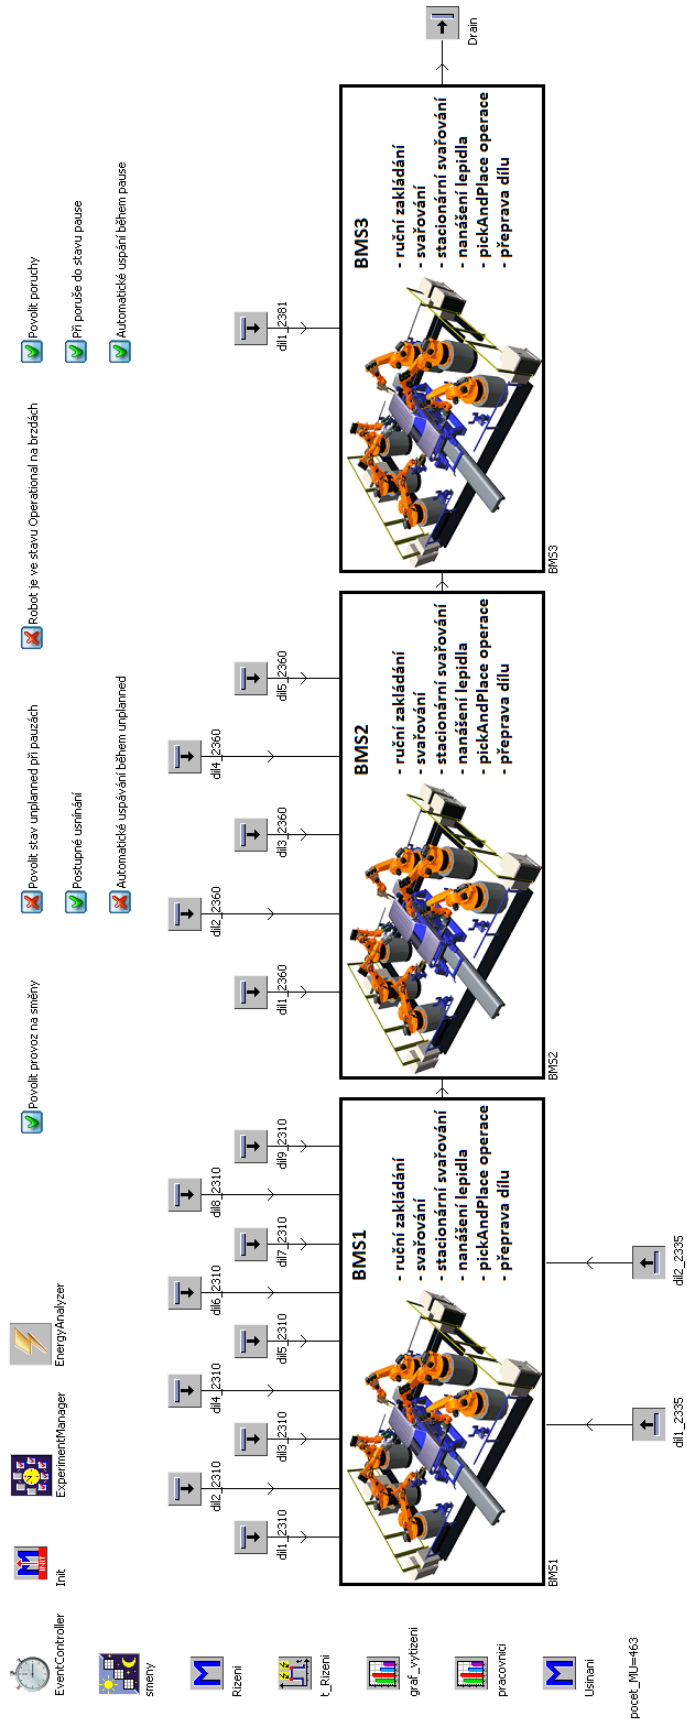 EventController
Init
ExperimentManager
EnergyAnalyzer
Povolit provoz na směny
Povolit stav unplanned při pauzách
Robot je ve stavu Operational na brzdách
Povolit poruchy
Postupné usnínání
Při poruše do stavu pause
Automatické uspávání během unplanned
Automatické uspání během pause
smeny
Rizeni
t_Rizeni
graf_vytizeni
pracovnici
Usinani
pocet_MU=463
dil2_2310
dil4_2310
dil6_2310
dil8_2310
dil2_2360
dil4_2360
dil1_2310
dil3_2310
dil5_2310
dil7_2310
dil9_2310
dil1_2360
dil3_2360
dil5_2360
dil1_2381
BMS1
- ruční zakládání
- svařování
- stacionární svařování
- nanášení lepidla
- pickAndPlace operace
- přeprava dílu
BMS1
BMS2
- ruční zakládání
- svařování
- stacionární svařování
- nanášení lepidla
- pickAndPlace operace
- přeprava dílu
BMS2
BMS3
- ruční zakládání
- svařování
- stacionární svařování
- nanášení lepidla
- pickAndPlace operace
- přeprava dílu
BMS3
Drain
dil1_2335
dil2_2335
M
INIT
M
M